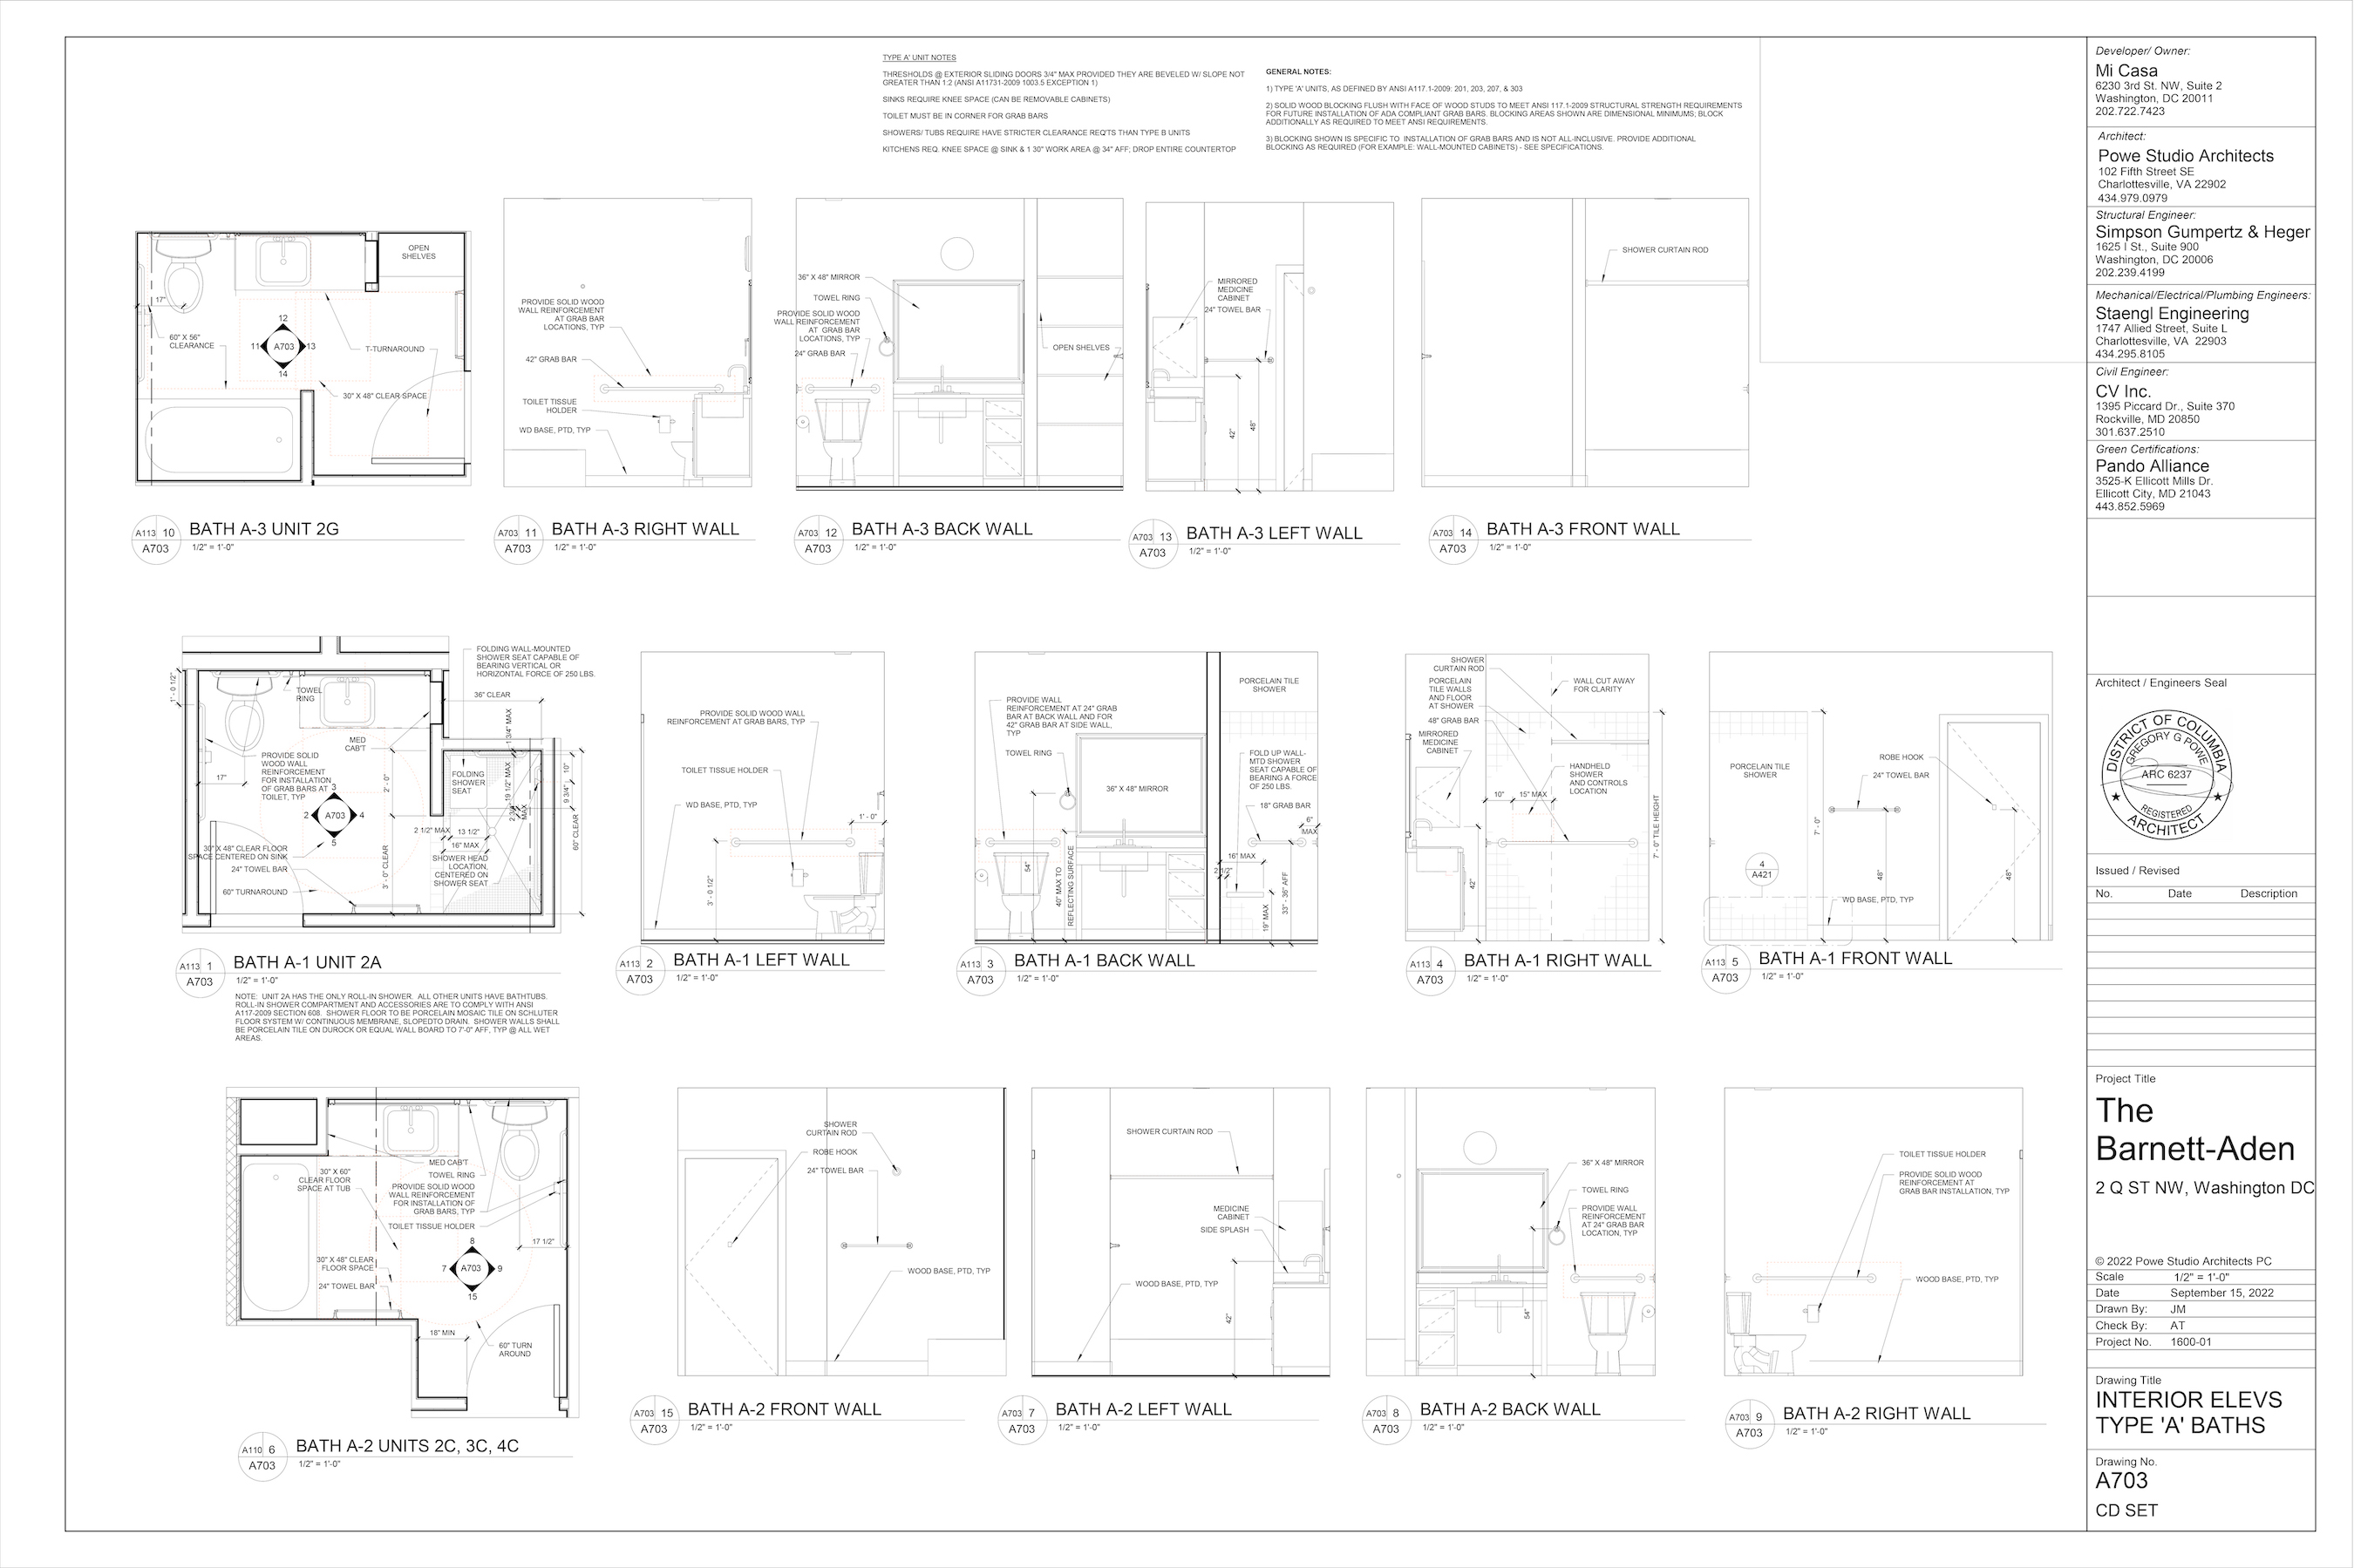 TYPE A' UNIT NOTES
THRESHOLDS @ EXTERIOR SLIDING DOORS 3/4" MAX PROVIDED THEY ARE BEVELED W/ SLOPE NOT
GREATER THAN 1:2 (ANSI A11731-2009 1003.5 EXCEPTION 1)
SINKS REQUIRE KNEE SPACE (CAN BE REMOVABLE CABINETS)
TOILET MUST BE IN CORNER FOR GRAB BARS
SHOWERS/ TUBS REQUIRE HAVE STRICTER CLEARANCE REQ'TS THAN TYPE B UNITS
KITCHENS REQ. KNEE SPACE @ SINK & 1 30" WORK AREA @ 34" AFF; DROP ENTIRE COUNTERTOP
GENERAL NOTES:
1) TYPE 'A' UNITS, AS DEFINED BY ANSI A117.1-2009: 201, 203, 207, & 303
2) SOLID WOOD BLOCKING FLUSH WITH FACE OF WOOD STUDS TO MEET ANSI 117.1-2009 STRUCTURAL STRENGTH REQUIREMENTS
FOR FUTURE INSTALLATION OF ADA COMPLIANT GRAB BARS. BLOCKING AREAS SHOWN ARE DIMENSIONAL MINIMUMS; BLOCK
ADDITIONALLY AS REQUIRED TO MEET ANSI REQUIREMENTS.
3) BLOCKING SHOWN IS SPECIFIC TO INSTALLATION OF GRAB BARS AND IS NOT ALL-INCLUSIVE. PROVIDE ADDITIONAL
BLOCKING AS REQUIRED (FOR EXAMPLE: WALL-MOUNTED CABINETS) - SEE SPECIFICATIONS.
OPEN
SHELVES
17"
60" X 56"
CLEARANCE
12
11 A703 13
14
T-TURNAROUND
30" X 48" CLEAR SPACE
A113 10
A703
BATH A-3 UNIT 2G
1/2" = 1'-0"
PROVIDE SOLID WOOD
WALL REINFORCEMENT
AT GRAB BAR
LOCATIONS, TYP
42" GRAB BAR
TOILET TISSUE
HOLDER
WD BASE, PTD, TYP
A703 11
A703
BATH A-3 RIGHT WALL
1/2" = 1'-0"
36" X 48" MIRROR
TOWEL RING
PROVIDE SOLID WOOD
WALL REINFORCEMENT
AT GRAB BAR
LOCATIONS, TYP
24" GRAB BAR
OPEN SHELVES
A703 12
A703
BATH A-3 BACK WALL
1/2" = 1'-0"
MIRRORED
MEDICINE
CABINET
24" TOWEL BAR
42"
48"
A703 13
A703
BATH A-3 LEFT WALL
1/2" = 1'-0"
SHOWER CURTAIN ROD
A703 14
A703
BATH A-3 FRONT WALL
1/2" = 1'-0"
FOLDING WALL-MOUNTED
SHOWER SEAT CAPABLE OF
BEARING VERTICAL OR
HORIZONTAL FORCE OF 250 LBS.
1' - 0 1/2"
TOWEL
RING
36" CLEAR
1 3/4" MAX
MED
CAB'T
PROVIDE SOLID
WOOD WALL
REINFORCEMENT
FOR INSTALLATION
OF GRAB BARS AT
TOILET, TYP
17"
FOLDING
SHOWER
SEAT
2' - 0"
19 1/2" MAX
10"
9 3/4"
3
2 A703 4
5
2 1/2" MAX
13 1/2"
16" MAX
60" CLEAR
30" X 48" CLEAR FLOOR
SPACE CENTERED ON SINK
24" TOWEL BAR
60" TURNAROUND
3' - 0" CLEAR
SHOWER HEAD
LOCATION,
CENTERED ON
SHOWER SEAT
A113 1
A703
BATH A-1 UNIT 2A
1/2" = 1'-0"
NOTE: UNIT 2A HAS THE ONLY ROLL-IN SHOWER. ALL OTHER UNITS HAVE BATHTUBS.
ROLL-IN SHOWER COMPARTMENT AND ACCESSORIES ARE TO COMPLY WITH ANSI
A117-2009 SECTION 608. SHOWER FLOOR TO BE PORCELAIN MOSAIC TILE ON SCHLUTER
FLOOR SYSTEM W/ CONTINUOUS MEMBRANE, SLOPEDTO DRAIN. SHOWER WALLS SHALL
BE PORCELAIN TILE ON DUROCK OR EQUAL WALL BOARD TO 7'-0" AFF, TYP @ ALL WET
AREAS.
PROVIDE SOLID WOOD WALL
REINFORCEMENT AT GRAB BARS, TYP
TOILET TISSUE HOLDER
WD BASE, PTD, TYP
1' - 0"
3' - 0 1/2"
A113 2
A703
BATH A-1 LEFT WALL
1/2" = 1'-0"
PROVIDE WALL
REINFORCEMENT AT 24" GRAB
BAR AT BACK WALL AND FOR
42" GRAB BAR AT SIDE WALL,
TYP
TOWEL RING
36" X 48" MIRROR
54"
40" MAX TO
REFLECTING SURFACE
PORCELAIN TILE
SHOWER
FOLD UP WALL-
MTD SHOWER
SEAT CAPABLE OF
BEARING A FORCE
OF 250 LBS.
18" GRAB BAR
6"
MAX
16" MAX
2 1/2"
19" MAX
33" - 36" AFF
A113 3
A703
BATH A-1 BACK WALL
1/2" = 1'-0"
SHOWER
CURTAIN ROD
PORCELAIN
TILE WALLS
AND FLOOR
AT SHOWER
48" GRAB BAR
MIRRORED
MEDICINE
CABINET
WALL CUT AWAY
FOR CLARITY
HANDHELD
SHOWER
AND CONTROLS
LOCATION
10"
15" MAX
42"
7' - 0" TILE HEIGHT
A113 4
A703
BATH A-1 RIGHT WALL
1/2" = 1'-0"
PORCELAIN TILE
SHOWER
7' - 0"
ROBE HOOK
24" TOWEL BAR
4
A421
48"
48"
WD BASE, PTD, TYP
A113 5
A703
BATH A-1 FRONT WALL
1/2" = 1'-0"
MED CAB'T
TOWEL RING
30" X 60"
CLEAR FLOOR
SPACE AT TUB
PROVIDE SOLID WOOD
WALL REINFORCEMENT
FOR INSTALLATION OF
GRAB BARS, TYP
TOILET TISSUE HOLDER
17 1/2"
30" X 48" CLEAR
FLOOR SPACE
24" TOWEL BAR
8
7 A703 9
15
18" MIN
60" TURN
AROUND
A110 6
A703
BATH A-2 UNITS 2C, 3C, 4C
1/2" = 1'-0"
SHOWER
CURTAIN ROD
ROBE HOOK
24" TOWEL BAR
WOOD BASE, PTD, TYP
A703 15
A703
BATH A-2 FRONT WALL
1/2" = 1'-0"
SHOWER CURTAIN ROD
MEDICINE
CABINET
SIDE SPLASH
WOOD BASE, PTD, TYP
42"
A703 7
A703
BATH A-2 LEFT WALL
1/2" = 1'-0"
36" X 48" MIRROR
TOWEL RING
PROVIDE WALL
REINFORCEMENT
AT 24" GRAB BAR
LOCATION, TYP
54"
A703 8
A703
BATH A-2 BACK WALL
1/2" = 1'-0"
TOILET TISSUE HOLDER
PROVIDE SOLID WOOD
REINFORCEMENT AT
GRAB BAR INSTALLATION, TYP
WOOD BASE, PTD, TYP
A703 9
A703
BATH A-2 RIGHT WALL
1/2" = 1'-0"
Developer/ Owner:
Mi Casa
6230 3rd St. NW, Suite 2
Washington, DC 20011
202.722.7423
Architect:
Powe Studio Architects
102 Fifth Street SE
Charlottesville, VA 22902
434.979.0979
Structural Engineer:
Simpson Gumpertz & Heger
1625 I St., Suite 900
Washington, DC 20006
202.239.4199
Mechanical/Electrical/Plumbing Engineers:
Staengl Engineering
1747 Allied Street, Suite L
Charlottesville, VA 22903
434.295.8105
Civil Engineer:
CV Inc.
1395 Piccard Dr., Suite 370
Rockville, MD 20850
301.637.2510
Green Certifications:
Pando Alliance
3525-K Ellicott Mills Dr.
Ellicott City, MD 21043
443.852.5969
Architect / Engineers Seal
DISTRICT OF COLUMBIA
GREGORY G POWE
ARC 6237
REGISTERED
ARCHITECT
Issued / Revised
No. Date Description
Project Title
The
Barnett-Aden
2 Q ST NW, Washington DC
© 2022 Powe Studio Architects PC
Scale 1/2" = 1'-0"
Date September 15, 2022
Drawn By: JM
Check By: AT
Project No. 1600-01
Drawing Title
INTERIOR ELEVS
TYPE 'A' BATHS
Drawing No.
A703
CD SET